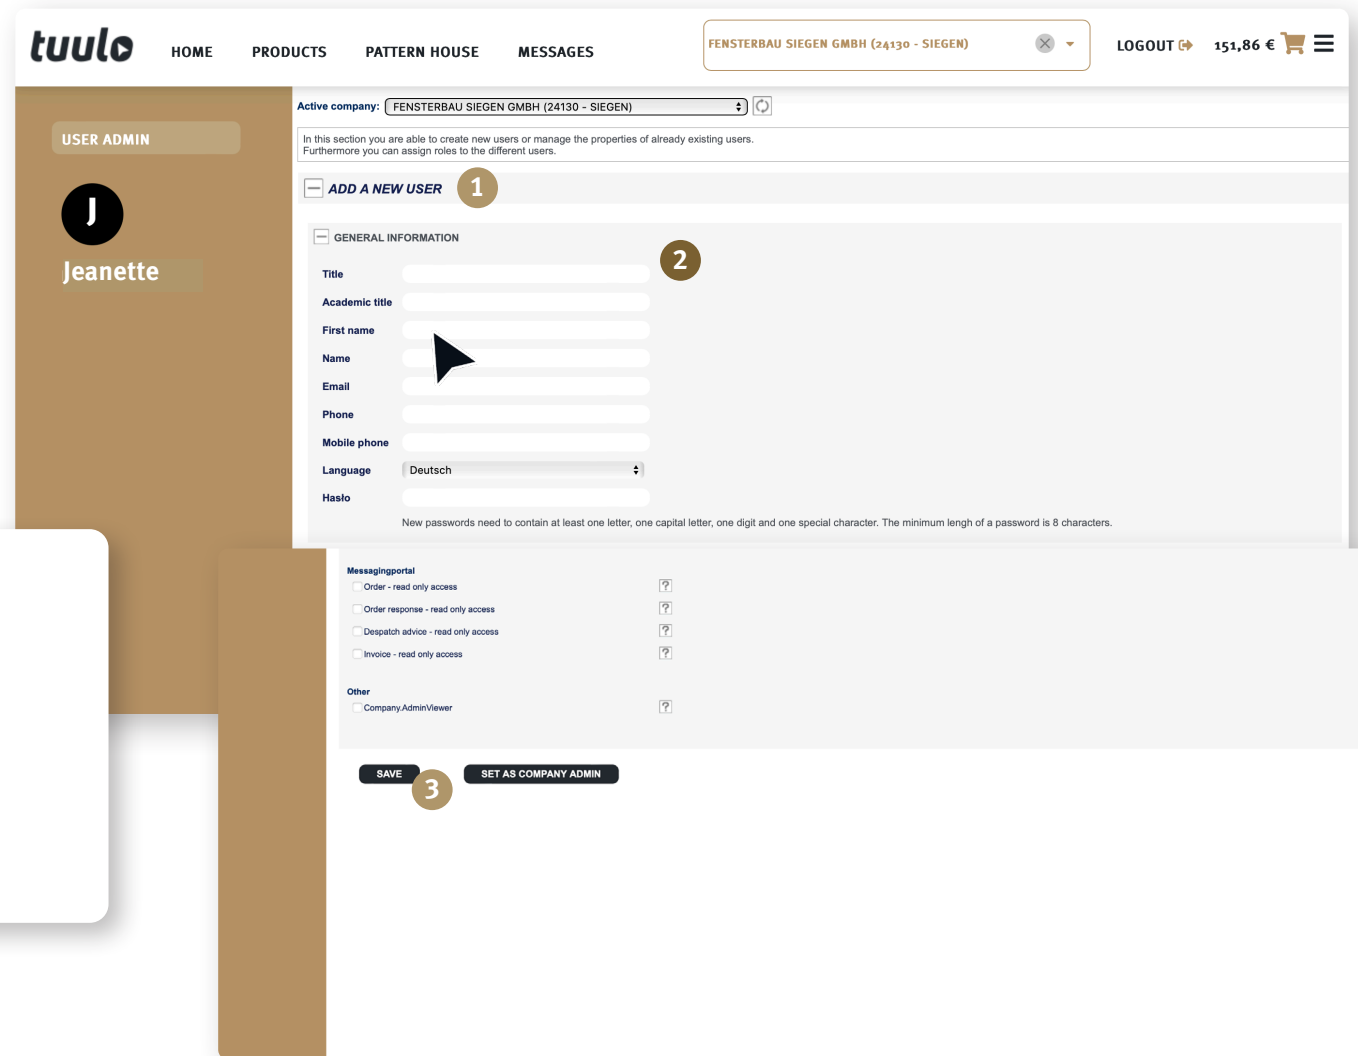 tuulo
HOME PRODUCTS PATTERN HOUSE MESSAGES
FENSTERBAU SIEGEN GMBH (24130 - SIEGEN)
LOGOUT 151,86 €
USER ADMIN
J
Jeanette
Active company: FENSTERBAU SIEGEN GMBH (24130 - SIEGEN)
In this section you are able to create new users or manage the properties of already existing users.
Furthermore you can assign roles to the different users.
ADD A NEW USER 1
GENERAL INFORMATION
2
Title
Academic title
First name
Name
Email
Phone
Mobile phone
Language Deutsch
Hasło
New passwords need to contain at least one letter, one capital letter, one digit and one special character. The minimum lengh of a password is 8 characters.
Messagingportal
Order - read only access ?
Order response - read only access ?
Despatch advice - read only access ?
Invoice - read only access ?
Other
Company.AdminViewer ?
SAVE 3 SET AS COMPANY ADMIN